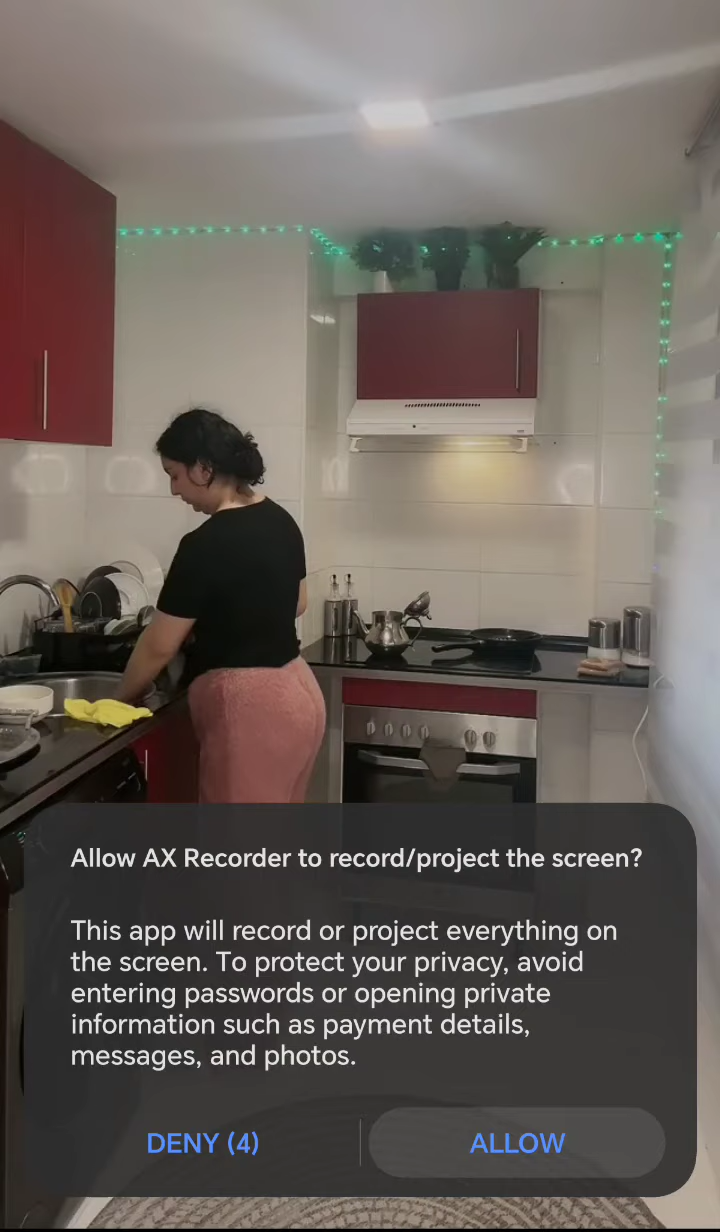 Allow AX Recorder to record/project the screen?
This app will record or project everything on
the screen. To protect your privacy, avoid
entering passwords or opening private
information such as payment details,
messages, and photos.
DENY (4)
ALLOW